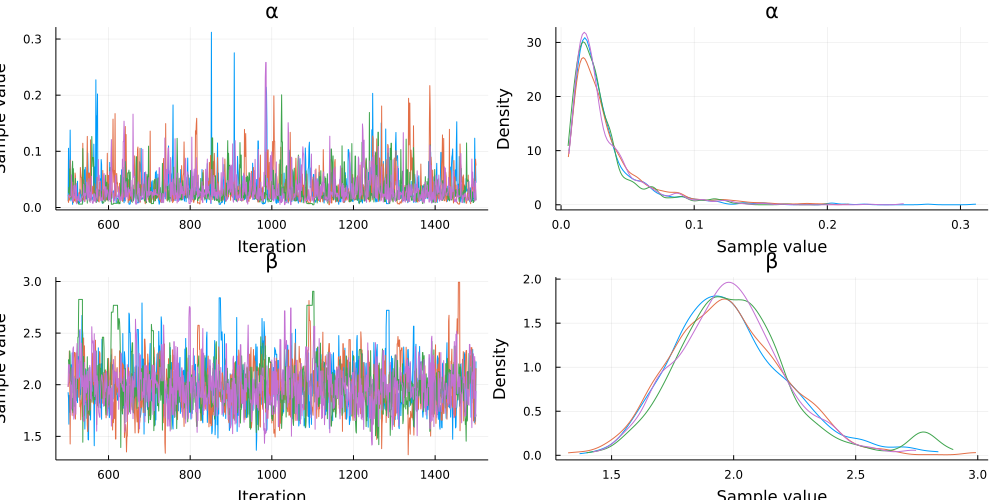 α
α
Sample value
0.3
0.2
0.1
0.0
600 800 1000 1200 1400
Iteration
Density
30
20
10
0
0.0 0.1 0.2 0.3
Sample value
β
β
Sample value
3.0
2.5
2.0
1.5
600 800 1000 1200 1400
Iteration
Density
2.0
1.5
1.0
0.5
0.0
1.5 2.0 2.5 3.0
Sample value